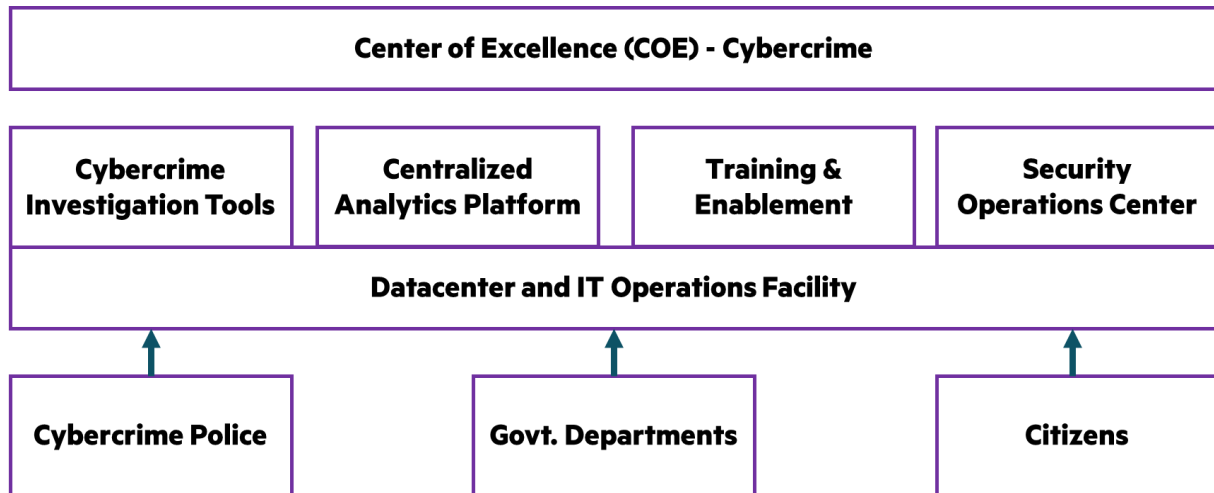 Center of Excellence (COE) - Cybercrime
Cybercrime
Investigation Tools
Centralized
Analytics Platform
Training &
Enablement
Security
Operations Center
Datacenter and IT Operations Facility
Cybercrime Police
Govt. Departments
Citizens